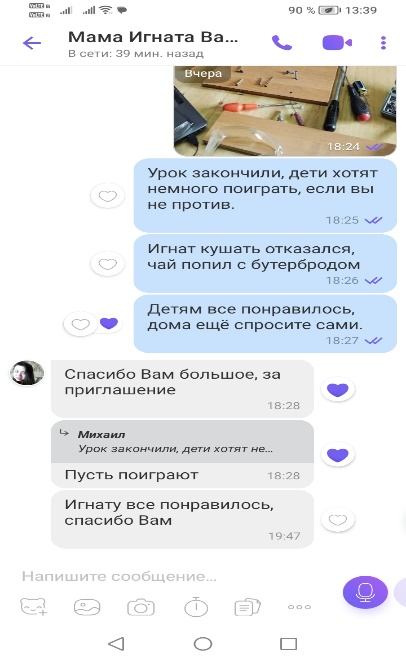 90 % 13:39
Мама Игната Ва...
В сети: 39 мин. назад
Вчера
18:24
Урок закончили, дети хотят
немного поиграть, если вы
не против.
18:25
Игнат кушать отказался,
чай попил с бутербродом
18:26
Детям все понравилось,
дома ещё спросите сами.
18:27
Спасибо Вам большое, за
приглашение
18:28
Михаил
Урок закончили, дети хотят не...
Пусть поиграют 18:28
Игнату все понравилось,
спасибо Вам
19:47
Напишите сообщение...